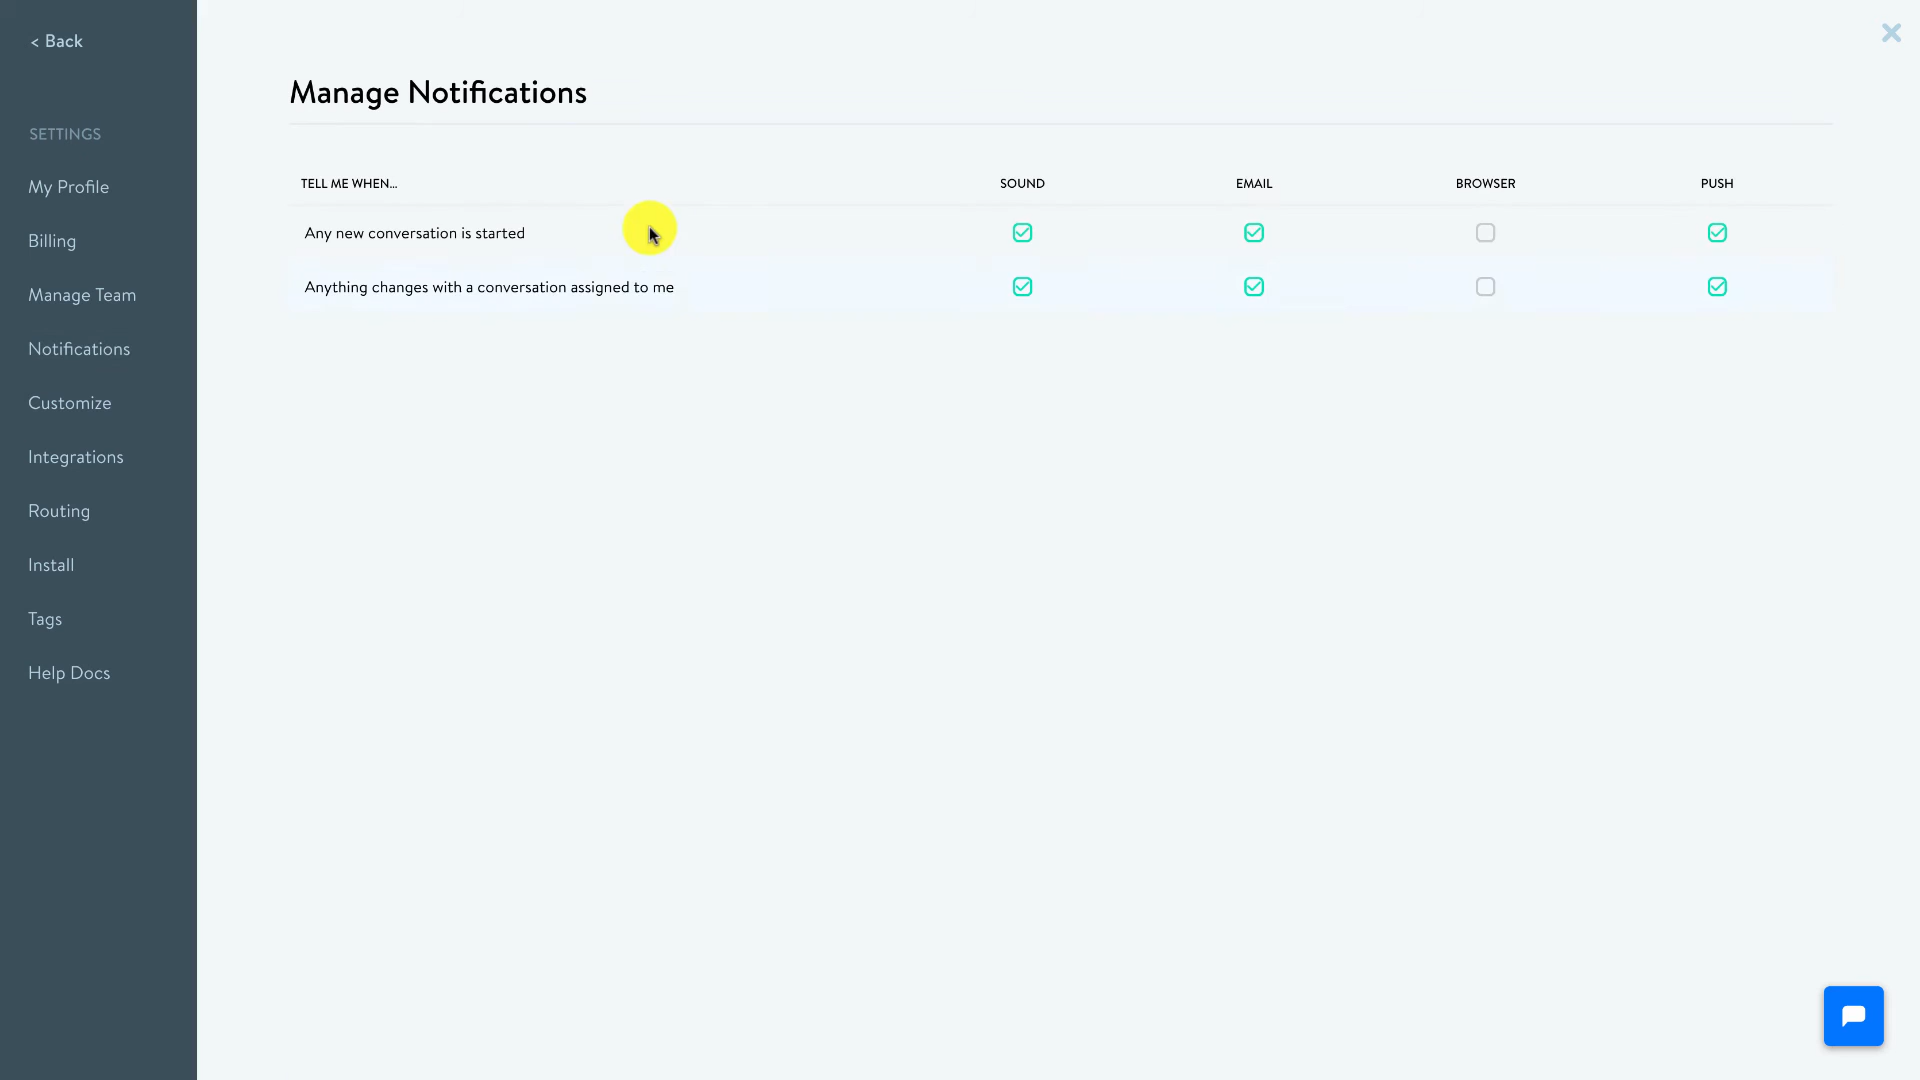 < Back
SETTINGS
My Profile
Billing
Manage Team
Notifications
Customize
Integrations
Routing
Install
Tags
Help Docs
Manage Notifications
TELL ME WHEN... SOUND EMAIL BROWSER PUSH
Any new conversation is started
Anything changes with a conversation assigned to me